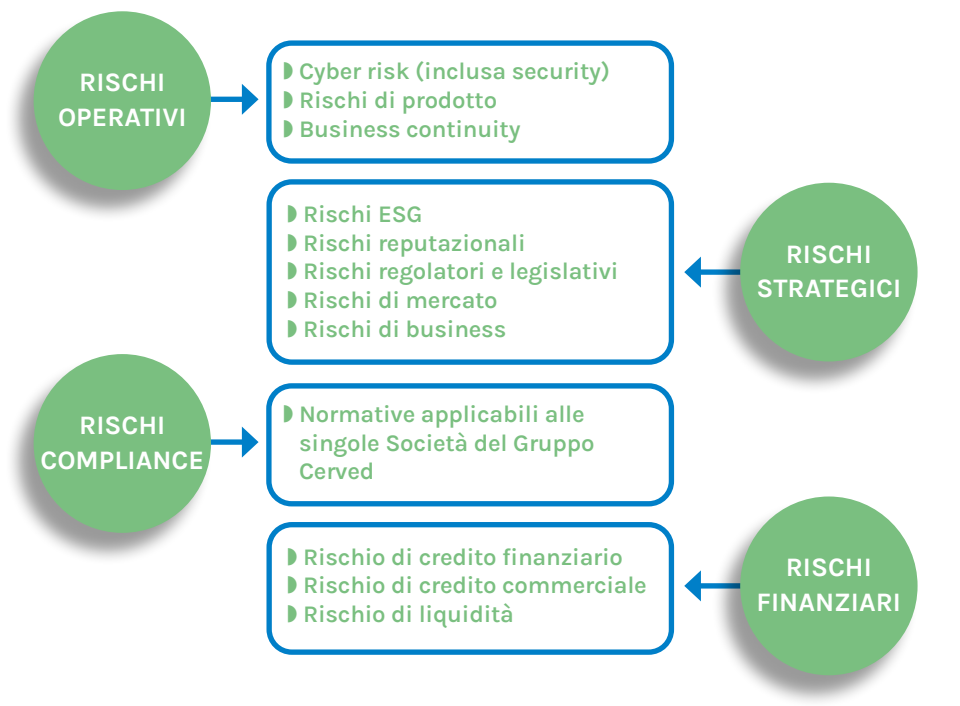 RISCHI
OPERATIVI
◗ Cyber risk (inclusa security)
◗ Rischi di prodotto
◗ Business continuity
◗ Rischi ESG
◗ Rischi reputazionali
◗ Rischi regolatori e legislativi
◗ Rischi di mercato
◗ Rischi di business
RISCHI
STRATEGICI
RISCHI
COMPLIANCE
◗ Normative applicabili alle
singole Società del Gruppo
Cerved
◗ Rischio di credito finanziario
◗ Rischio di credito commerciale
◗ Rischio di liquidità
RISCHI
FINANZIARI